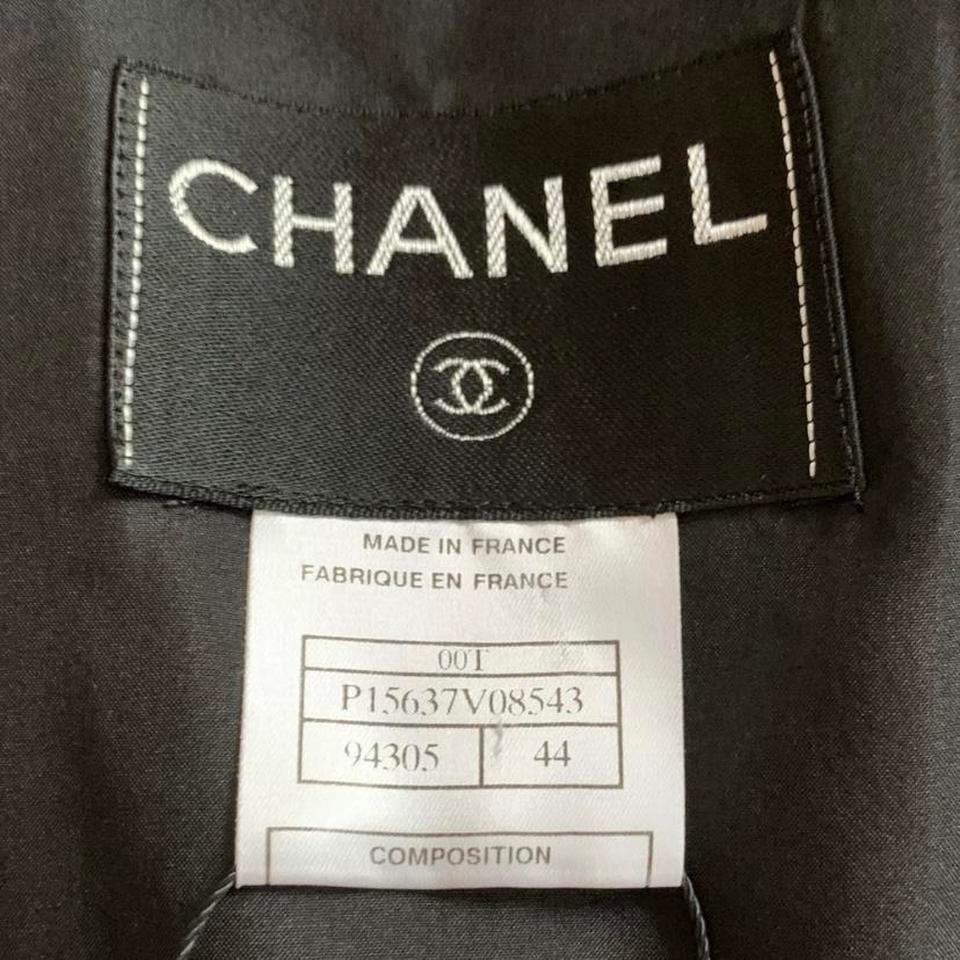 CHANEL
MADE IN FRANCE
FABRIQUE EN FRANCE
00T
P15637V08543
94305 44
COMPOSITION